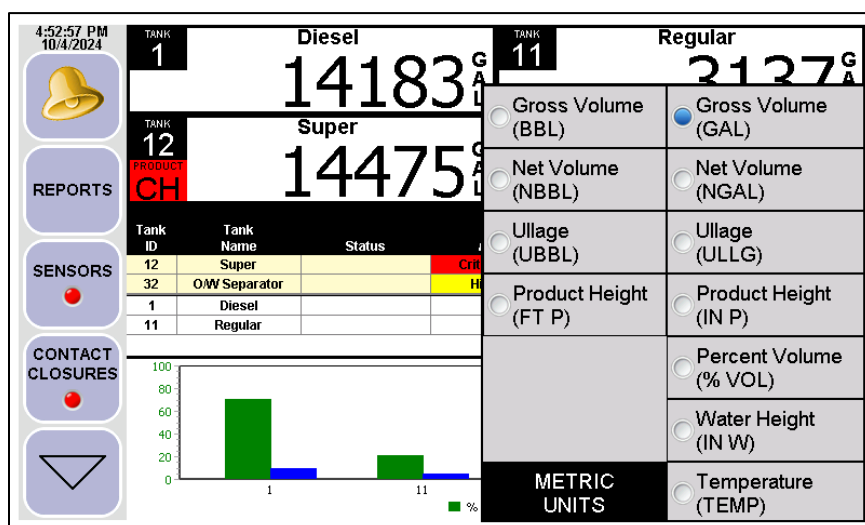 4:52:57 PM
10/4/2024
REPORTS
SENSORS
CONTACT
CLOSURES
TANK
1
Diesel
14183
GAL
TANK
11
Regular
3137
G
TANK
12
PRODUCT
CH
Super
14475
GAL
Tank
ID
Tank
Name
Status
12 Super
32 O/W Separator
1 Diesel
11 Regular
100
80
60
40
20
0
1 11
%
Gross Volume
(BBL)
Gross Volume
(GAL)
Net Volume
(NBBL)
Net Volume
(NGAL)
Ullage
(UBBL)
Ullage
(ULLG)
Product Height
(FT P)
Product Height
(IN P)
Percent Volume
(% VOL)
Water Height
(IN W)
METRIC
UNITS
Temperature
(TEMP)